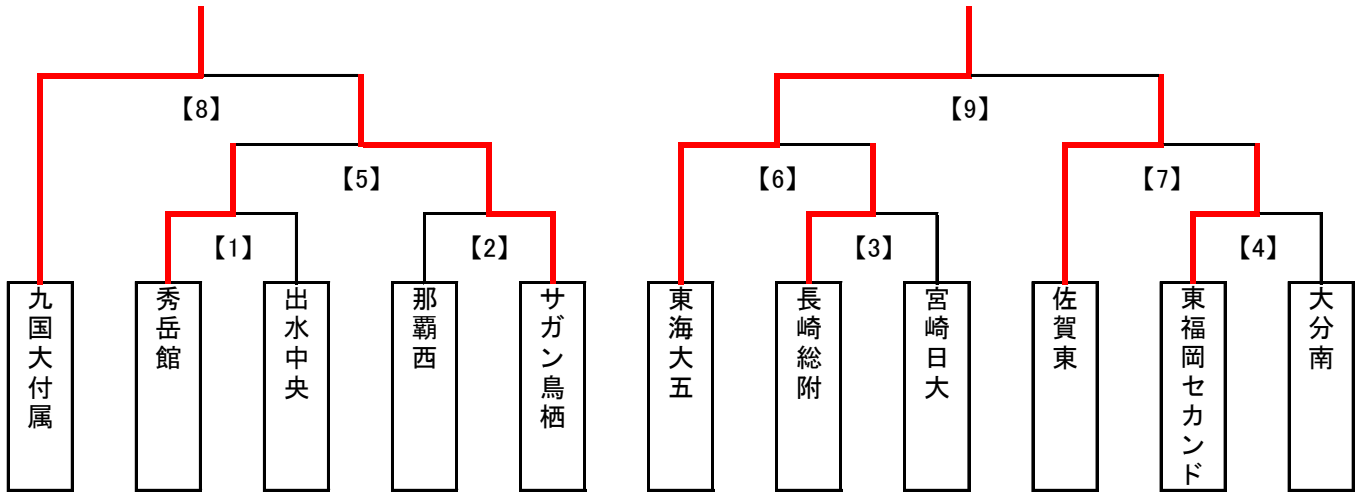 【8】
【9】
【5】
【6】
【7】
【1】
【2】
【3】
【4】
九国大付属
秀岳館
出水中央
那覇西
サガン鳥栖
東海大五
長崎総附
宮崎日大
佐賀東
東福岡セカンド
大分南